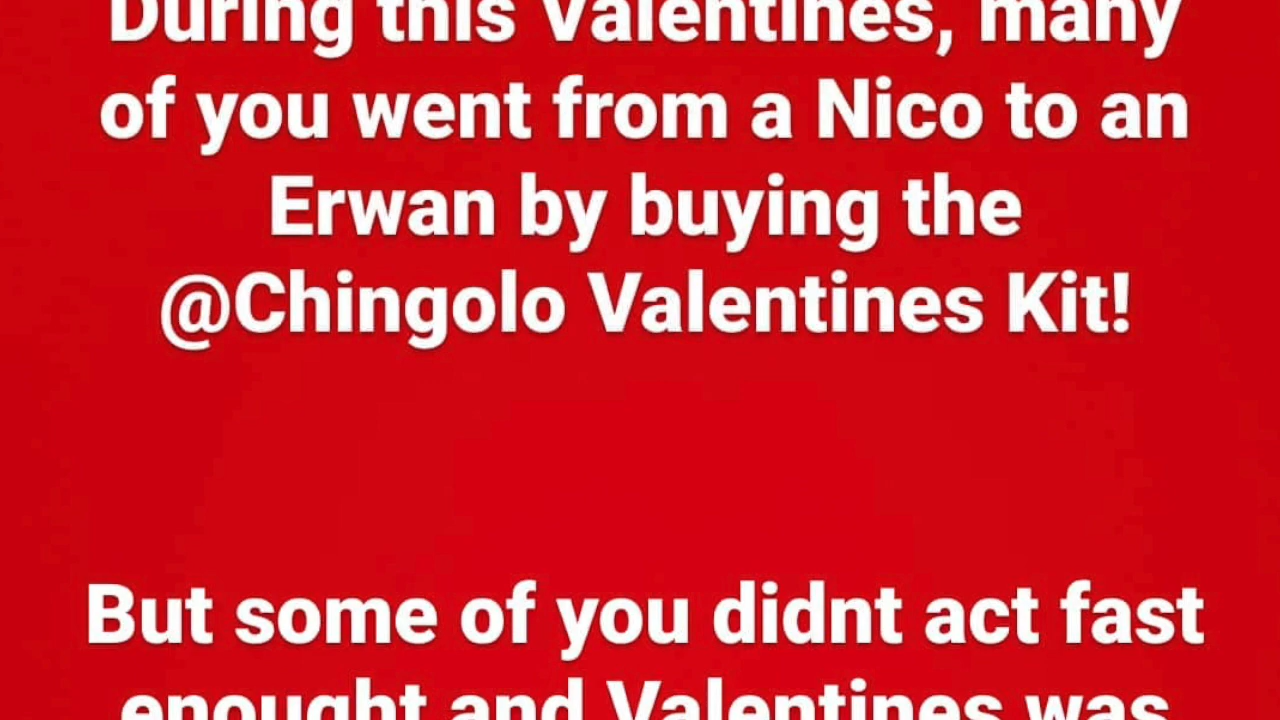 During this Valentines, many
of you went from a Nico to an
Erwan by buying the
@Chingolo Valentines Kit!
But some of you didnt act fast
enought and Valentines was